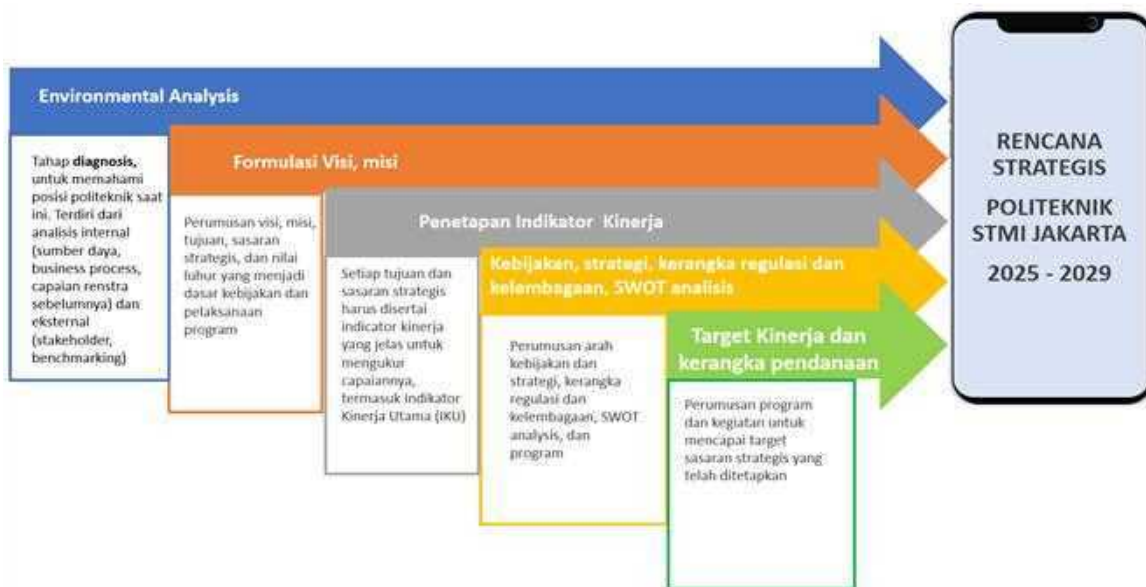 Environmental Analysis
Tahap diagnosis,
untuk memahami
posisi politeknik saat
ini. Terdiri dari
analisis internal
(sumber daya,
business process,
capaian renstra
sebelumnya) dan
eksternal
(stakeholder,
benchmarking)
Formulasi Visi, misi
Perumusan visi, misi,
tujuan, sasaran
strategis, dan nilai
luhur yang menjadi
dasar kebijakan dan
pelaksanaan
program
Penetapan Indikator Kinerja
Setiap tujuan dan
sasaran strategis
harus disertai
indicator kinerja
yang jelas untuk
mengukur
capaiannya,
termasuk indikator
Kinerja Utama (IKU)
Kebijakan, strategi, kerangka regulasi dan
kelembagaan, SWOT analisis
Perumusan arah
kebijakan dan
strategi, kerangka
regulasi dan
kelembagaan, SWOT
analysis, dan
program
Target Kinerja dan
kerangka pendanaan
Perumusan program
dan kegiatan untuk
mencapai target
sasaran strategis yang
telah ditetapkan
RENCANA
STRATEGIS
POLITEKNIK
STMI JAKARTA
2025 - 2029